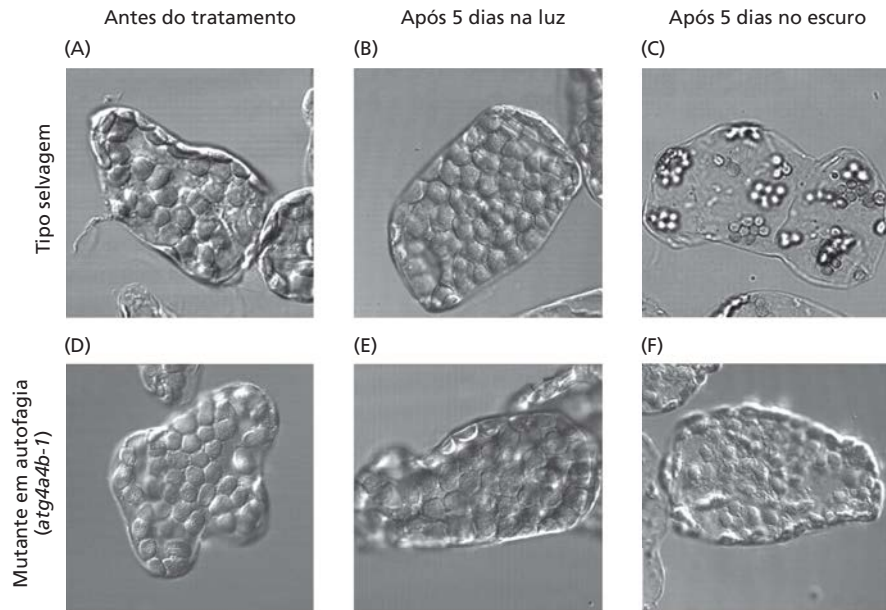 Antes do tratamento
Após 5 dias na luz
Após 5 dias no escuro
(A)
(B)
(C)
Tipo selvagem
(D)
(E)
(F)
Mutante em autofagia
(atg4a4b-1)